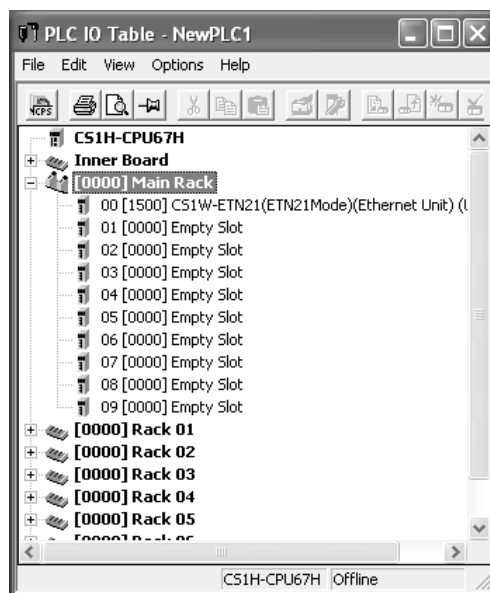 PLC IO Table - NewPLC1
File Edit View Options Help
CPS
CS1H-CPU67H
Inner Board
[0000] Main Rack
00 [1500] CS1W-ETN21(ETN21Mode)(Ethernet Unit) (U
01 [0000] Empty Slot
02 [0000] Empty Slot
03 [0000] Empty Slot
04 [0000] Empty Slot
05 [0000] Empty Slot
06 [0000] Empty Slot
07 [0000] Empty Slot
08 [0000] Empty Slot
09 [0000] Empty Slot
[0000] Rack 01
[0000] Rack 02
[0000] Rack 03
[0000] Rack 04
[0000] Rack 05
[0000] Rack 06
CS1H-CPU67H Offline